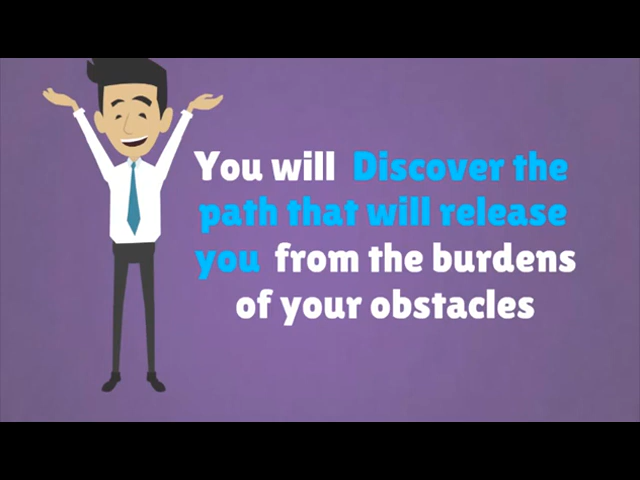 You will Discover the
path that will release
you from the burdens
of your obstacles